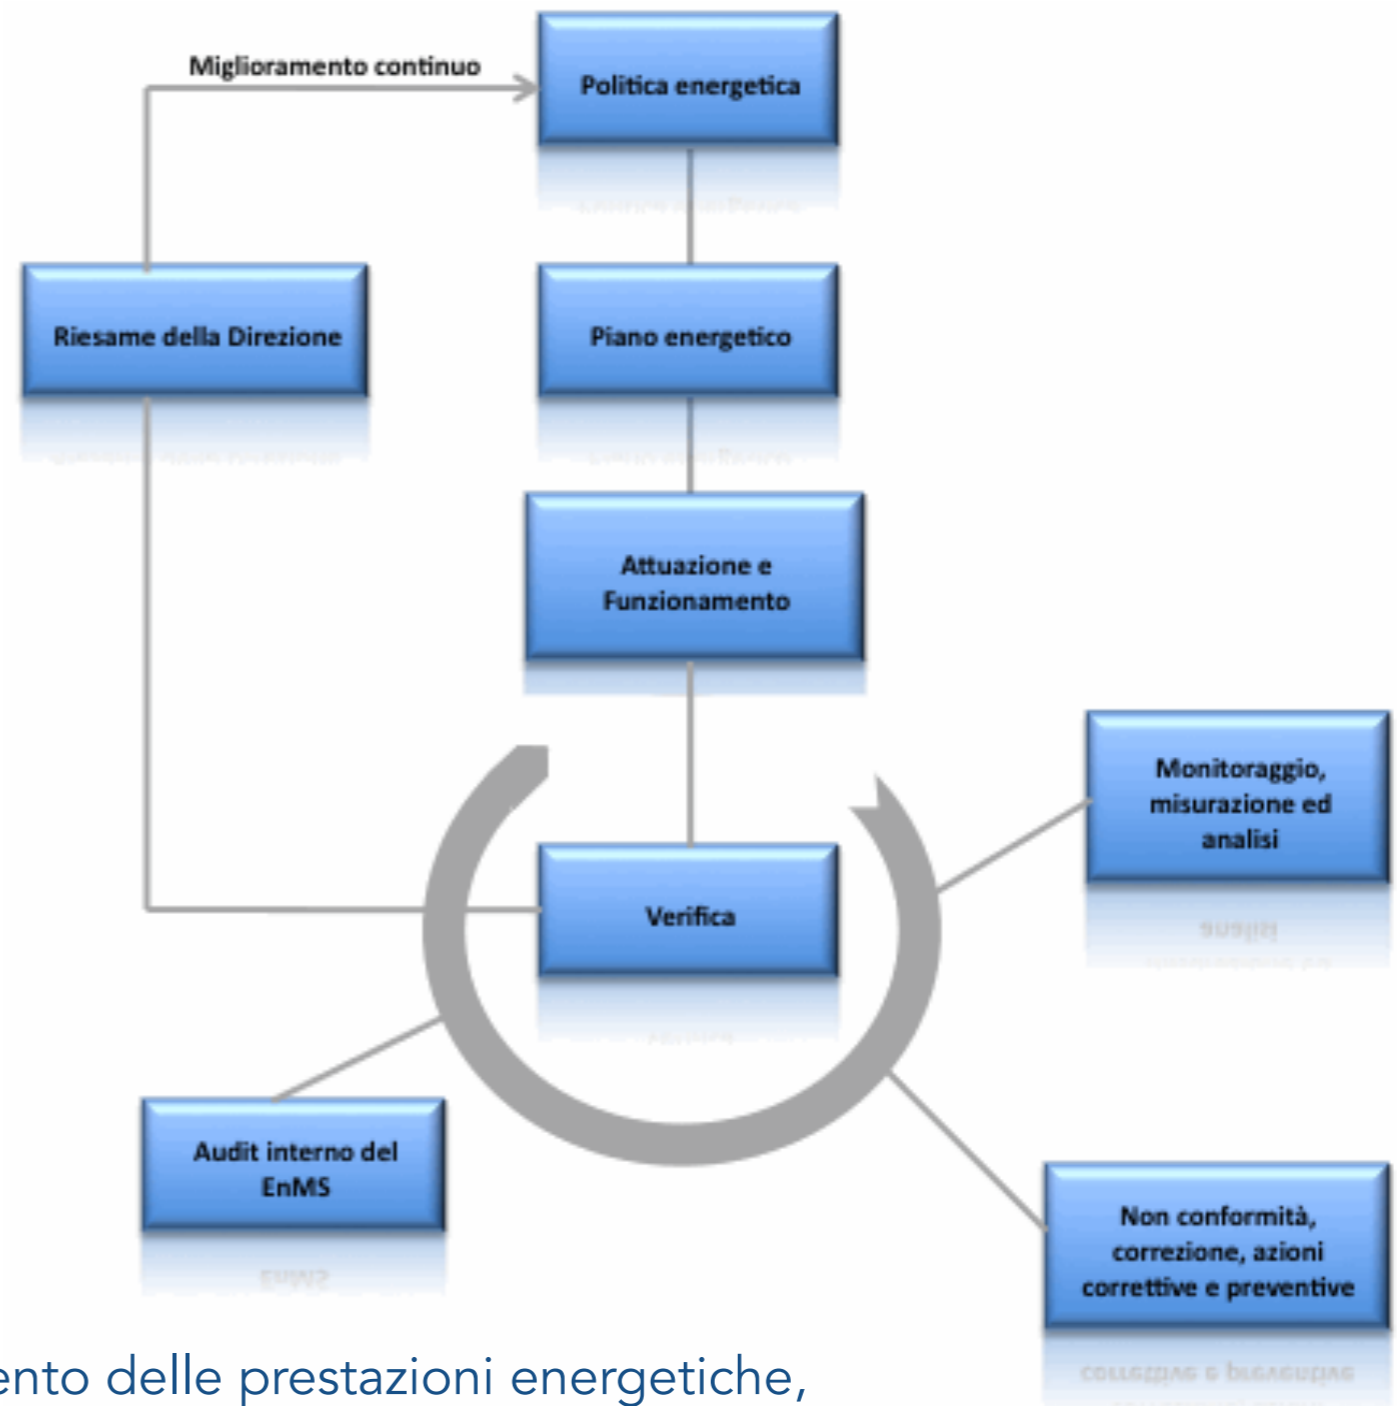 Miglioramento continuo
Politica energetica
Riesame della Direzione
Piano energetico
Attuazione e
Funzionamento
Monitoraggio,
misurazione ed
analisi
Verifica
Audit interno del
EnMS
Non conformità,
correzione, azioni
correttive e preventive
delle prestazioni energetiche,